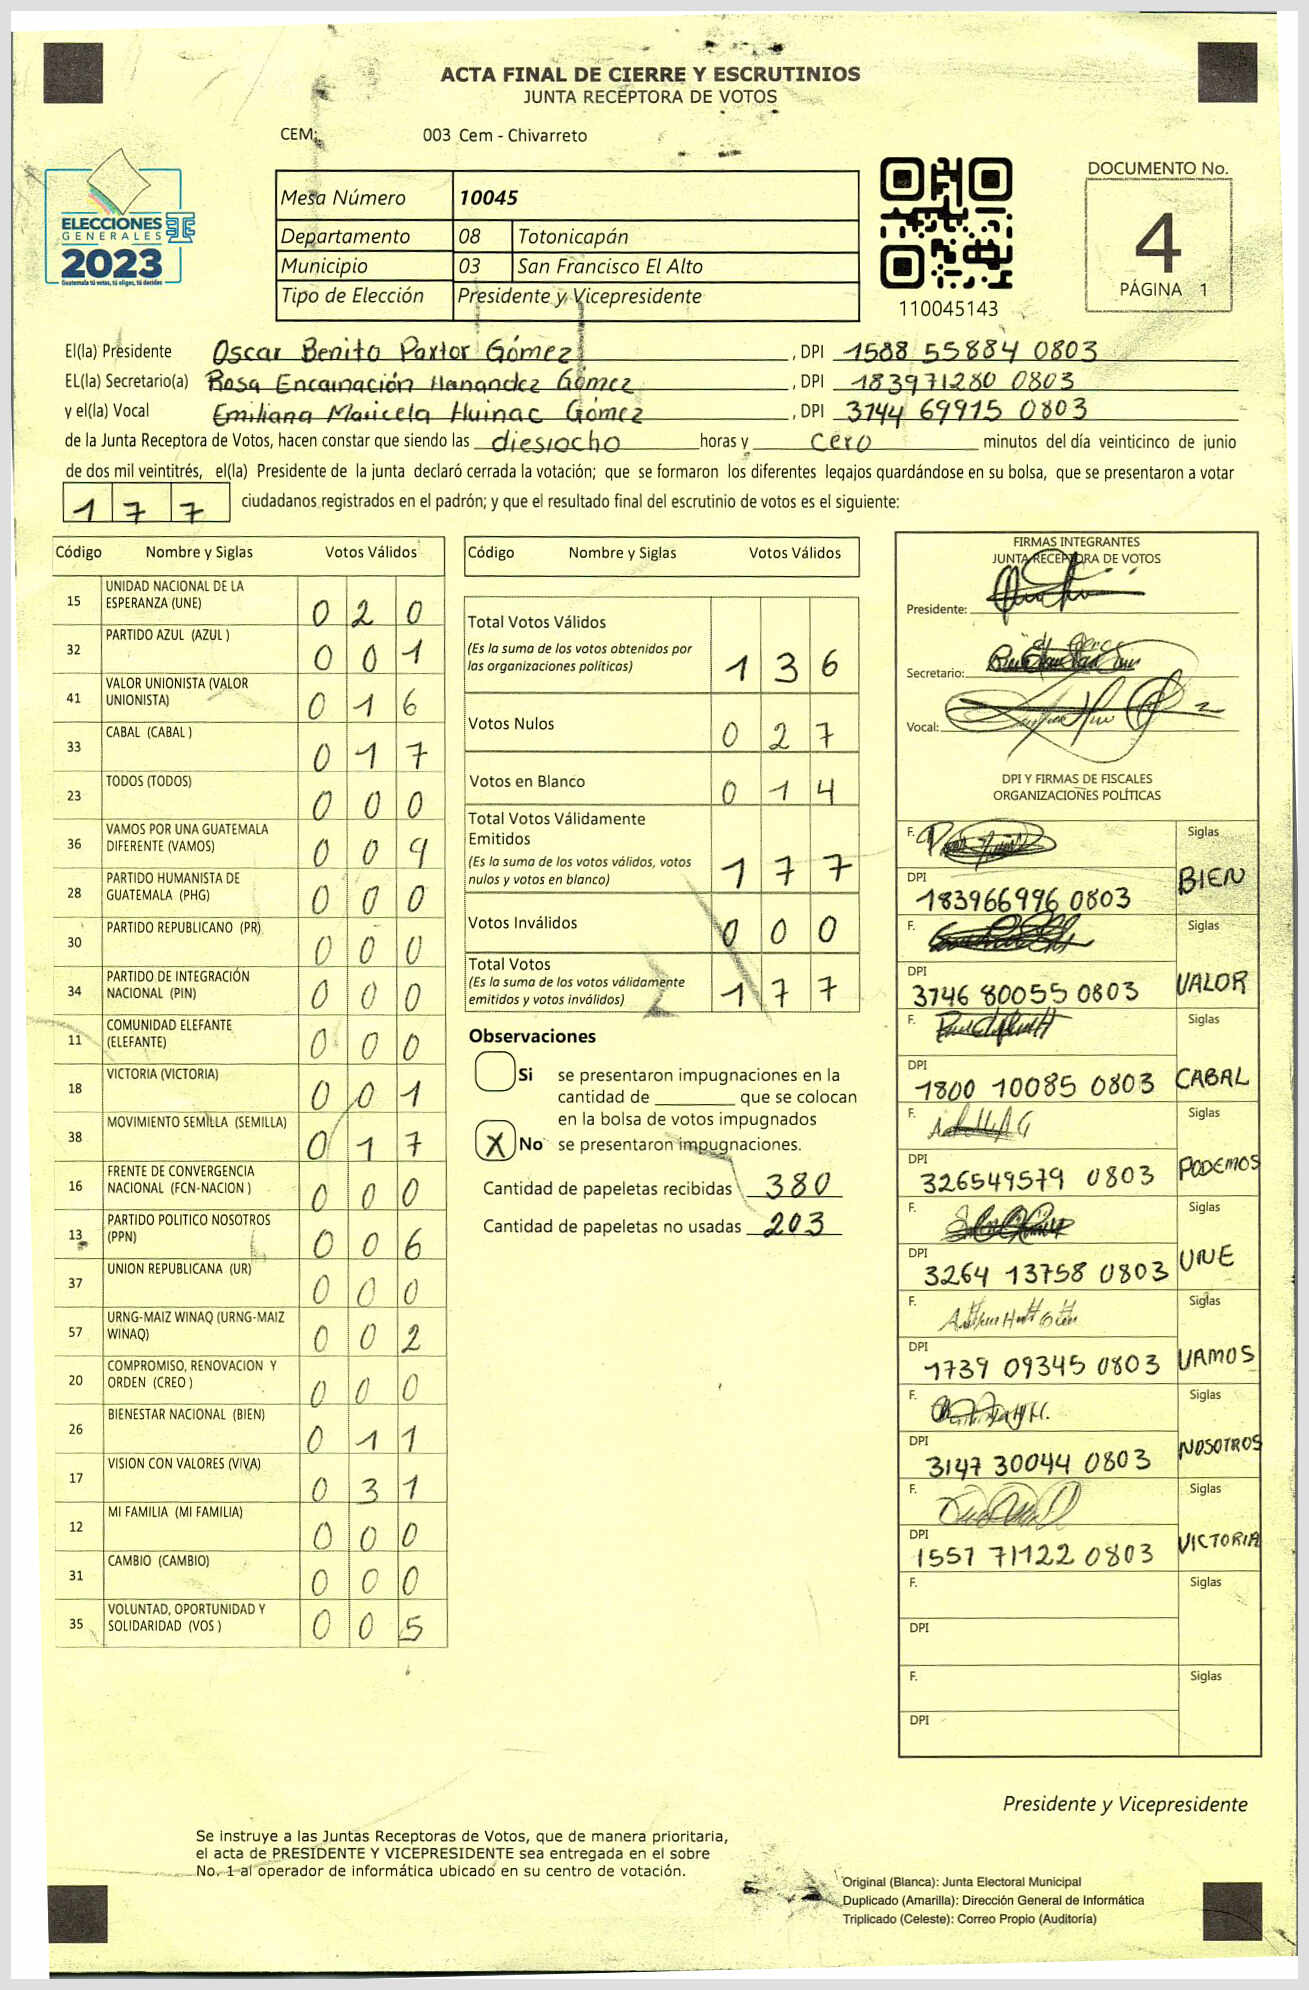 ACTA FINAL DE CIERRE Y ESCRUTINIOS
JUNTA RECEPTORA DE VOTOS
CEM: 003 Cem - Chivarreto
ELECCIONES
GENERALES
2023
Guatemala tú votas, tú eliges, tú decides
Mesa Número 10045
Departamento 08 Totonicapán
Municipio 03 San Francisco El Alto
Tipo de Elección Presidente y Vicepresidente
110045143
DOCUMENTO No.
4
PÁGINA 1
El(la) Presidente Oscar Benito Pastor Gómez, DPI 1588 55884 0803
EL(la) Secretario(a) Rosa Encarnación Hernandez Gómez, DPI 183971280 0803
y el(la) Vocal Emiliana Maricela Huinac Gómez, DPI 3744 69915 0803
de la Junta Receptora de Votos, hacen constar que siendo las diesiocho horas y cero minutos del día veinticinco de junio
de dos mil veintitrés, el(la) Presidente de la junta declaró cerrada la votación; que se formaron los diferentes legajos quardándose en su bolsa, que se presentaron a votar
177 ciudadanos registrados en el padrón; y que el resultado final del escrutinio de votos es el siguiente:
Código Nombre y Siglas Votos Válidos
15 UNIDAD NACIONAL DE LA ESPERANZA (UNE) 0 2 0
32 PARTIDO AZUL (AZUL ) 0 0 1
41 VALOR UNIONISTA (VALOR UNIONISTA) 0 1 6
33 CABAL (CABAL ) 0 1 7
23 TODOS (TODOS) 0 0 0
36 VAMOS POR UNA GUATEMALA DIFERENTE (VAMOS) 0 0 9
28 PARTIDO HUMANISTA DE GUATEMALA (PHG) 0 0 0
30 PARTIDO REPUBLICANO (PR) 0 0 0
34 PARTIDO DE INTEGRACIÓN NACIONAL (PIN) 0 0 0
11 COMUNIDAD ELEFANTE (ELEFANTE) 0 0 0
18 VICTORIA (VICTORIA) 0 0 1
38 MOVIMIENTO SEMILLA (SEMILLA) 0 1 7
16 FRENTE DE CONVERGENCIA NACIONAL (FCN-NACION ) 0 0 0
13 PARTIDO POLITICO NOSOTROS (PPN) 0 0 6
37 UNION REPUBLICANA (UR) 0 0 0
57 URNG-MAIZ WINAQ (URNG-MAIZ WINAQ) 0 0 2
20 COMPROMISO, RENOVACION Y ORDEN (CREO ) 0 0 0
26 BIENESTAR NACIONAL (BIEN) 0 1 1
17 VISION CON VALORES (VIVA) 0 3 1
12 MI FAMILIA (MI FAMILIA) 0 0 0
31 CAMBIO (CAMBIO) 0 0 0
35 VOLUNTAD, OPORTUNIDAD Y SOLIDARIDAD (VOS ) 0 0 5
Código Nombre y Siglas Votos Válidos
Total Votos Válidos
(Es la suma de los votos obtenidos por las organizaciones políticas) 1 3 6
Votos Nulos 0 2 7
Votos en Blanco 0 1 4
Total Votos Válidamente Emitidos
(Es la suma de los votos válidos, votos nulos y votos en blanco) 1 7 7
Votos Inválidos 0 0 0
Total Votos
(Es la suma de los votos válidamente emitidos y votos inválidos) 1 7 7
Observaciones
Si se presentaron impugnaciones en la
cantidad de ________ que se colocan
en la bolsa de votos impugnados
X No se presentaron impugnaciones.
Cantidad de papeletas recibidas 380
Cantidad de papeletas no usadas 203
FIRMAS INTEGRANTES
JUNTA RECEPTORA DE VOTOS
Presidente:
Secretario:
Vocal:
DPI Y FIRMAS DE FISCALES
ORGANIZACIONES POLÍTICAS
F. Siglas
DPI 183966996 0803 BIEN
F. Siglas
DPI 3746 80055 0803 VALOR
F. Siglas
DPI 1800 10085 0803 CABAL
F. Siglas
DPI 326549579 0803 PODEMOS
F. Siglas
DPI 3264 13758 0803 UNE
F. Siglas
DPI 1739 09345 0803 VAMOS
F. Siglas
DPI 3147 30044 0803 NOSOTROS
F. Siglas
DPI 1557 71122 0803 VICTORIA
F. Siglas
DPI
F. Siglas
DPI
Presidente y Vicepresidente
Se instruye a las Juntas Receptoras de Votos, que de manera prioritaria,
el acta de PRESIDENTE Y VICEPRESIDENTE sea entregada en el sobre
No. 1 al operador de informática ubicado en su centro de votación.
Original (Blanca): Junta Electoral Municipal
Duplicado (Amarilla): Dirección General de Informática
Triplicado (Celeste): Correo Propio (Auditoría)